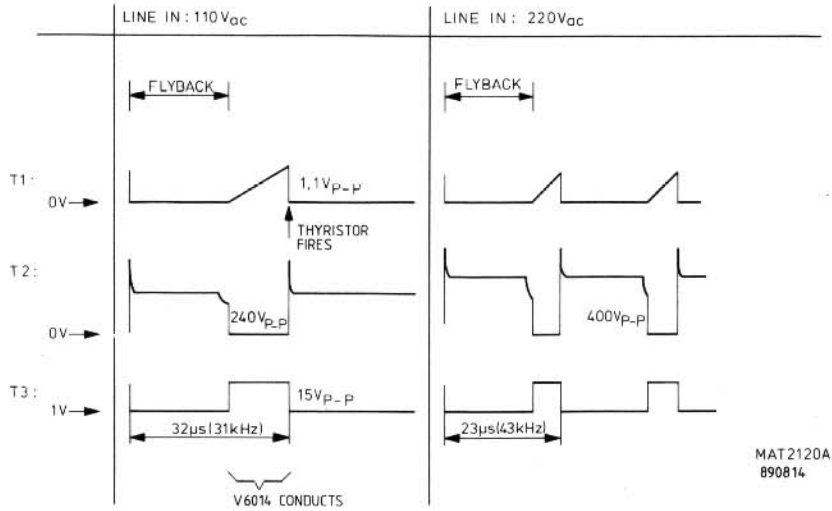 LINE IN : 110Vac
LINE IN : 220Vac
FLYBACK
FLYBACK
T1:
1,1Vp-p
0V
THYRISTOR
FIRES
T2:
240Vp-p
400Vp-p
0V
T3:
15Vp-p
1V
32µs(31kHz)
23µs(43kHz)
MAT2120A
890814
V6014 CONDUCTS